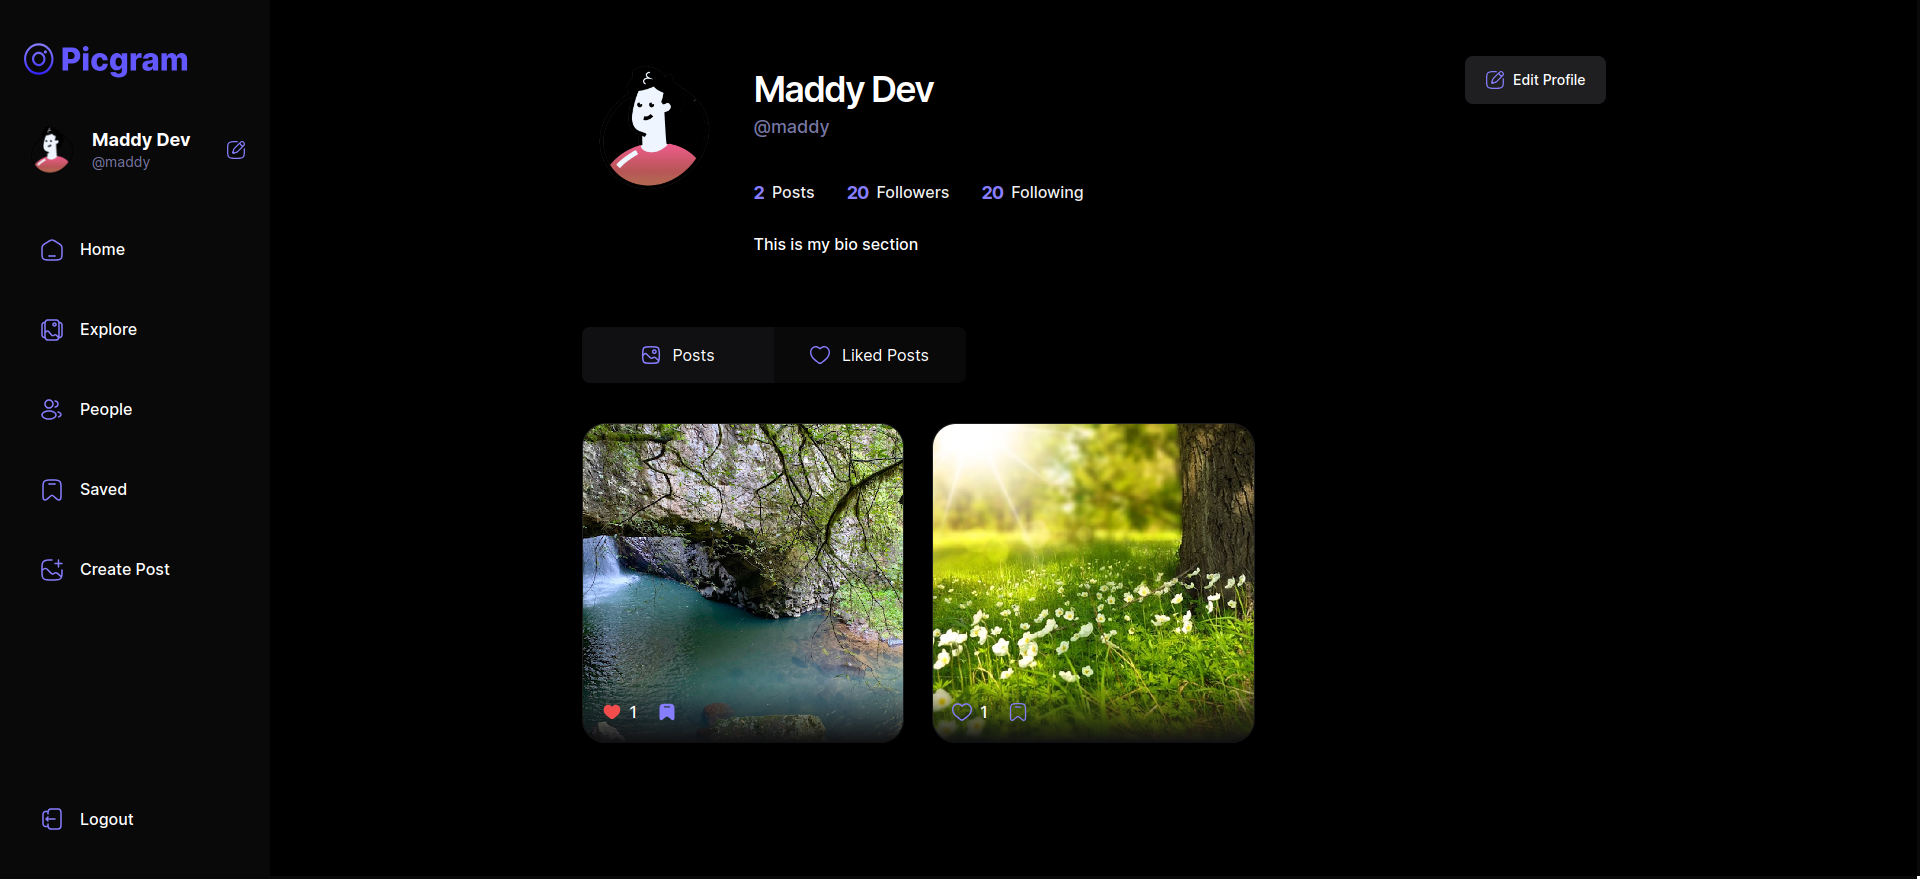 Picgram
Maddy Dev
@maddy
Home
Explore
People
Saved
Create Post
Logout
Maddy Dev
@maddy
Edit Profile
2 Posts 20 Followers 20 Following
This is my bio section
Posts Liked Posts
1
1